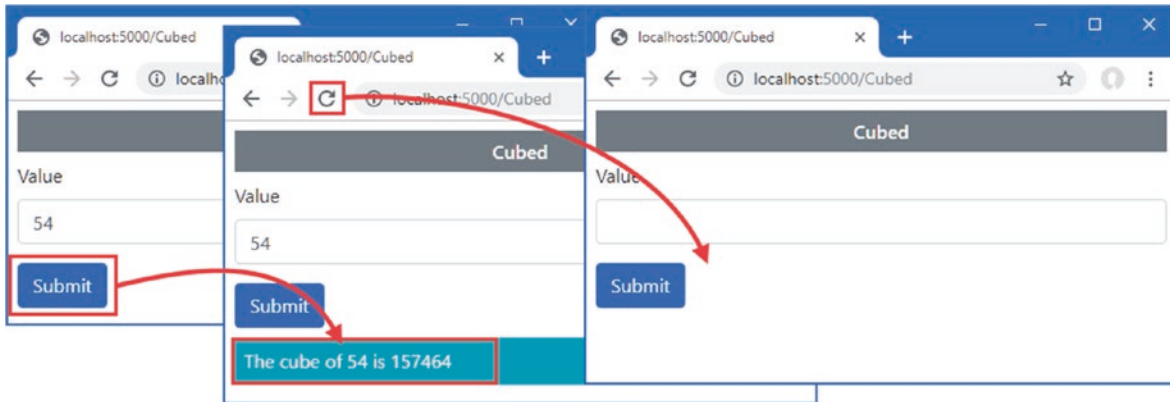 localhost:5000/Cubed
Value
54
Submit
localhost:5000/Cubed
localhost:5000/Cubed
Cubed
Value
54
Submit
The cube of 54 is 157464
localhost:5000/Cubed
localhost:5000/Cubed
Cubed
Value
Submit